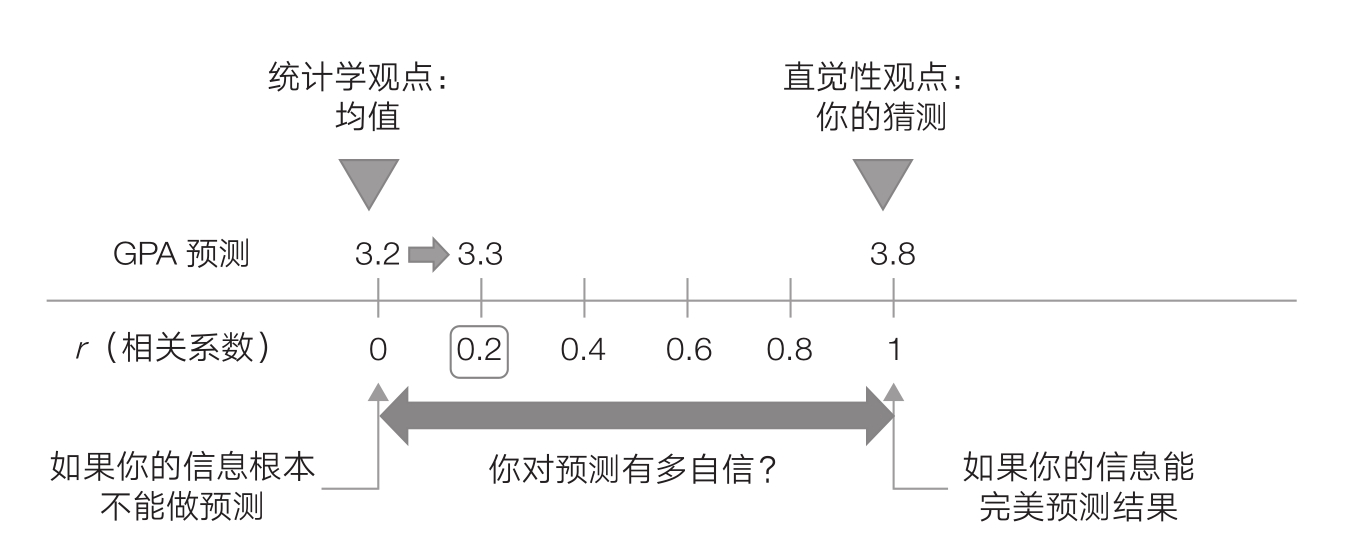 统计学观点：
均值
直觉性观点：
你的猜测
GPA 预测 3.2 3.3 3.8
r（相关系数） 0 0.2 0.4 0.6 0.8 1
如果你的信息根本
不能做预测
你对预测有多自信？
如果你的信息能
完美预测结果